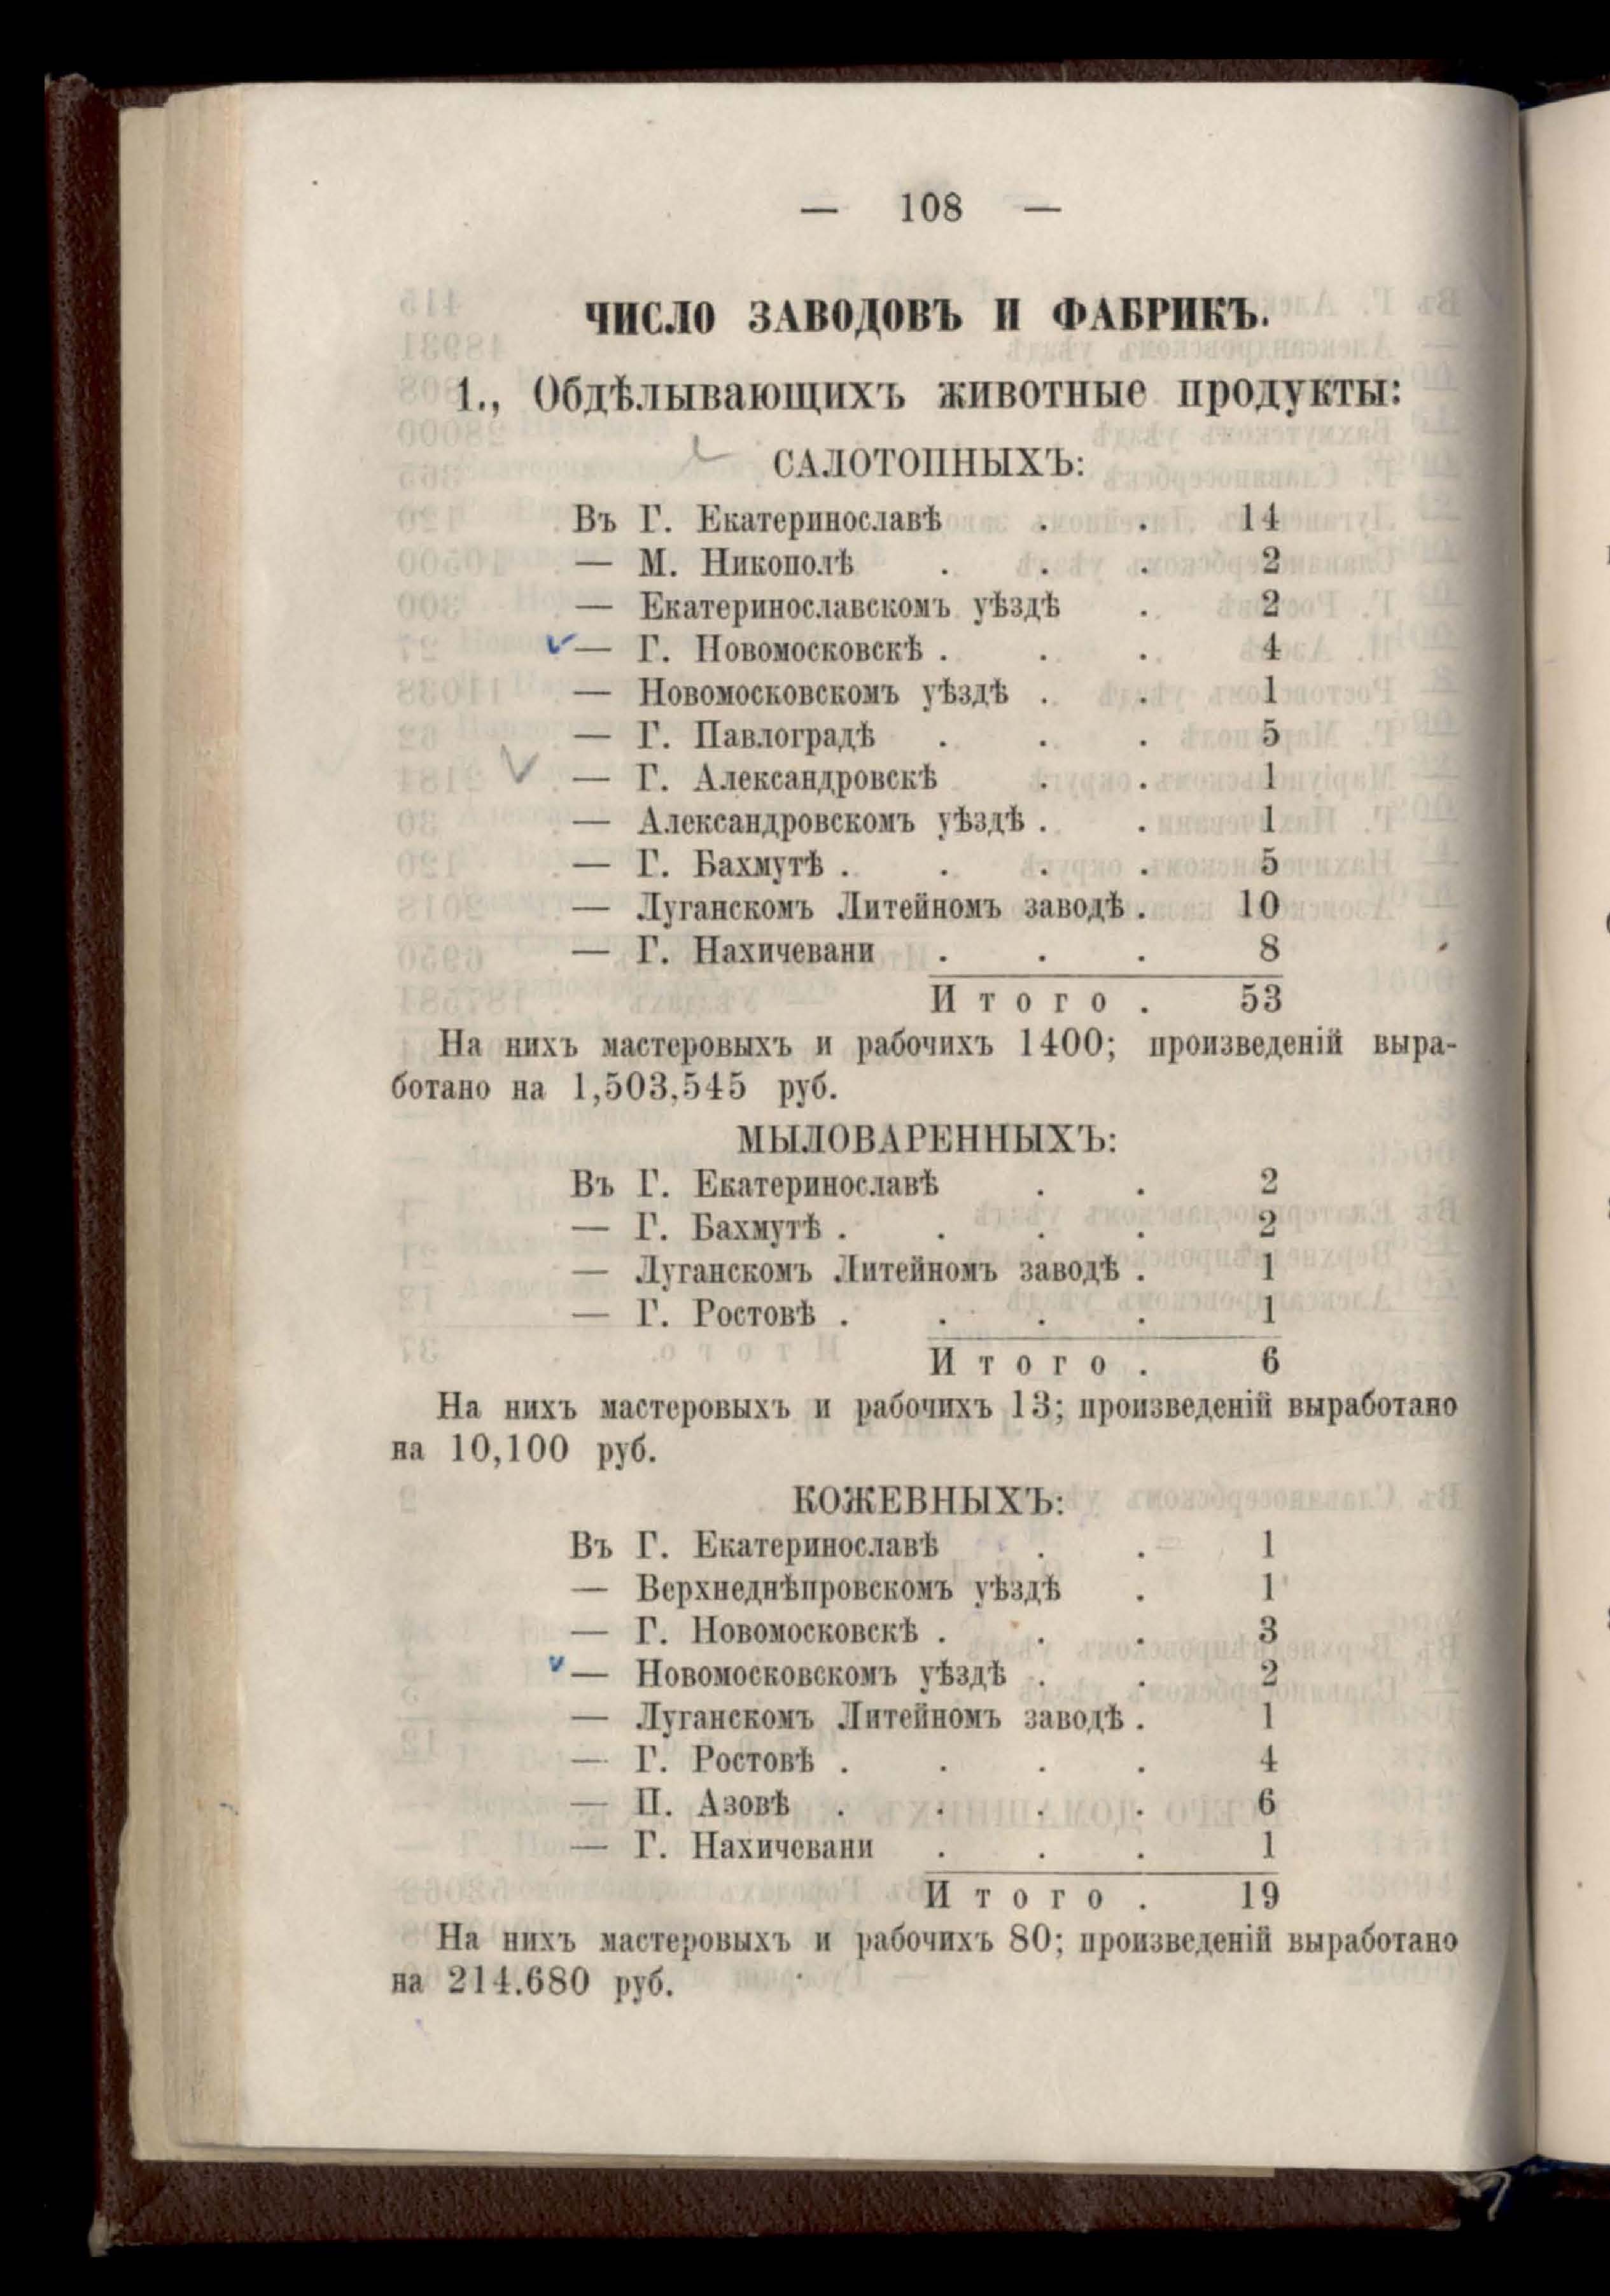 — 108 —
ЧИСЛО ЗАВОДОВЪ И ФАБРИКЪ.
1., Обдѣлывающихъ животные продукты:
САЛОТОПНЫХЪ:
Въ Г. Екатеринославѣ . . 14
— М. Никополѣ . . . 2
— Екатеринославскомъ уѣздѣ . 2
— Г. Новомосковскѣ . . . 4
— Новомосковскомъ уѣздѣ . . 1
— Г. Павлоградѣ . . . 5
— Г. Александровскѣ . . 1
— Александровскомъ уѣздѣ . . 1
— Г. Бахмутѣ . . . . 5
— Луганскомъ Литейномъ заводѣ . 10
— Г. Нахичевани . . . 8
Итого . 53
На нихъ мастеровыхъ и рабочихъ 1400; произведеній выра-
ботано на 1,503,545 руб.
МЫЛОВАРЕННЫХЪ:
Въ Г. Екатеринославѣ . . 2
— Г. Бахмутѣ . . . . 2
— Луганскомъ Литейномъ заводѣ . 1
— Г. Ростовѣ . . . . 1
Итого . 6
На нихъ мастеровыхъ и рабочихъ 13; произведеній выработано
на 10,100 руб.
КОЖЕВНЫХЪ:
Въ Г. Екатеринославѣ . . 1
— Верхнеднѣпровскомъ уѣздѣ . 1
— Г. Новомосковскѣ . . . 3
— Новомосковскомъ уѣздѣ . . 2
— Луганскомъ Литейномъ заводѣ . 1
— Г. Ростовѣ . . . . 4
— П. Азовѣ . . . . 6
— Г. Нахичевани . . . 1
Итого . 19
На нихъ мастеровыхъ и рабочихъ 80; произведеній выработано
на 214.680 руб.